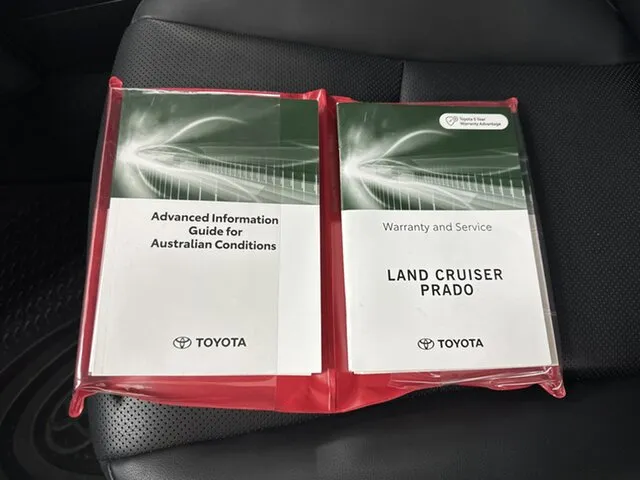 Advanced Information
Guide for
Australian Conditions
TOYOTA
Toyota 5 Year
Warranty Advantage
Warranty and Service
LAND CRUISER
PRADO
TOYOTA